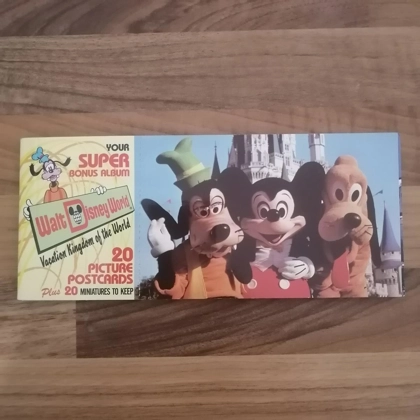 YOUR
SUPER
BONUS ALBUM
Walt Disney World
Vacation Kingdom of the World
20
PICTURE
POSTCARDS
Plus 20 MINIATURES TO KEEP